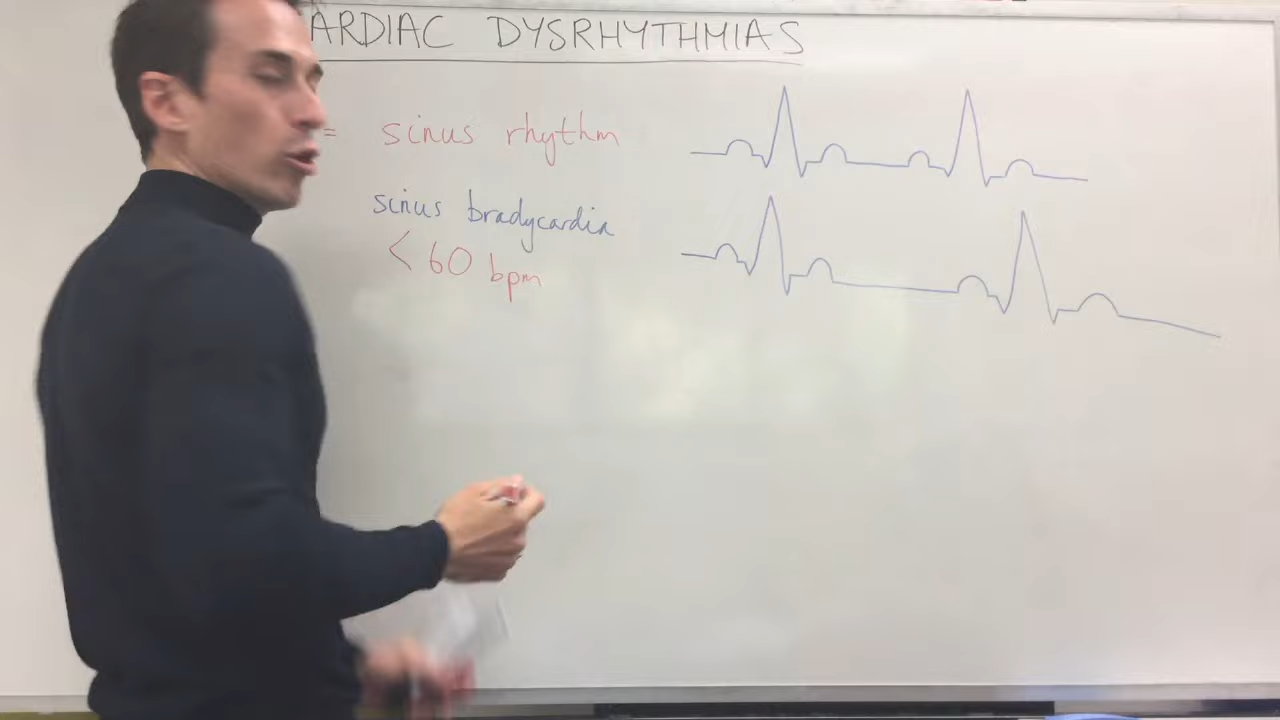 ARDIAC DYSRHYTHMIAS
= sinus rhythm
sinus bradycardia
< 60 bpm